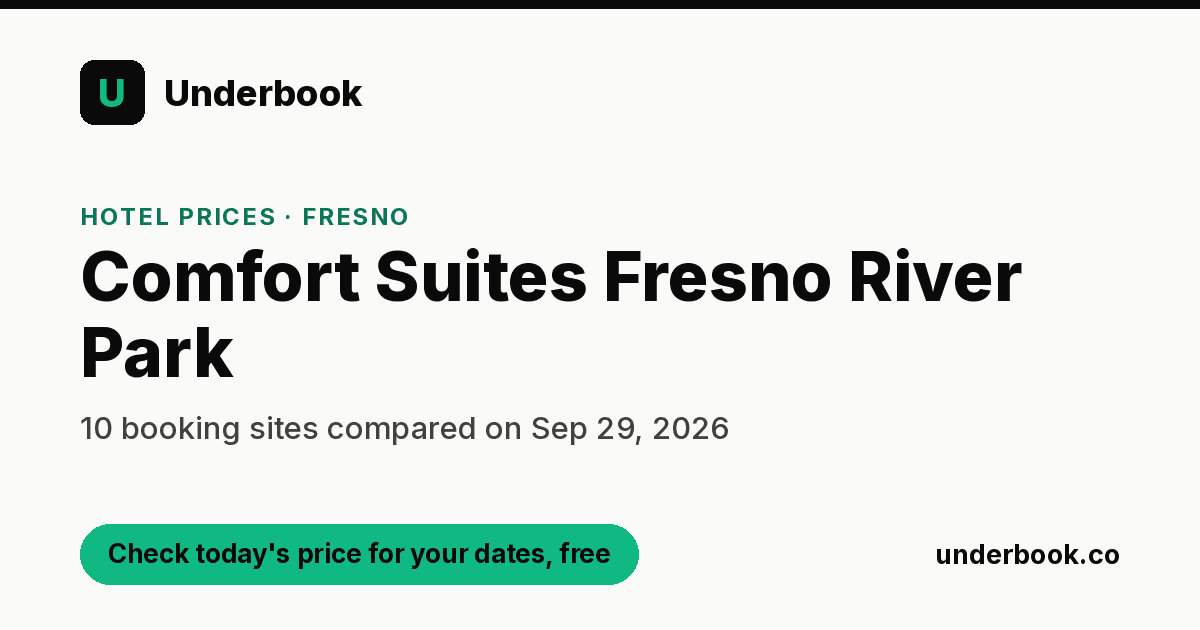 U
Underbook
HOTEL PRICES · FRESNO
Comfort Suites Fresno River
Park
10 booking sites compared on Sep 29, 2026
Check today's price for your dates, free
underbook.co